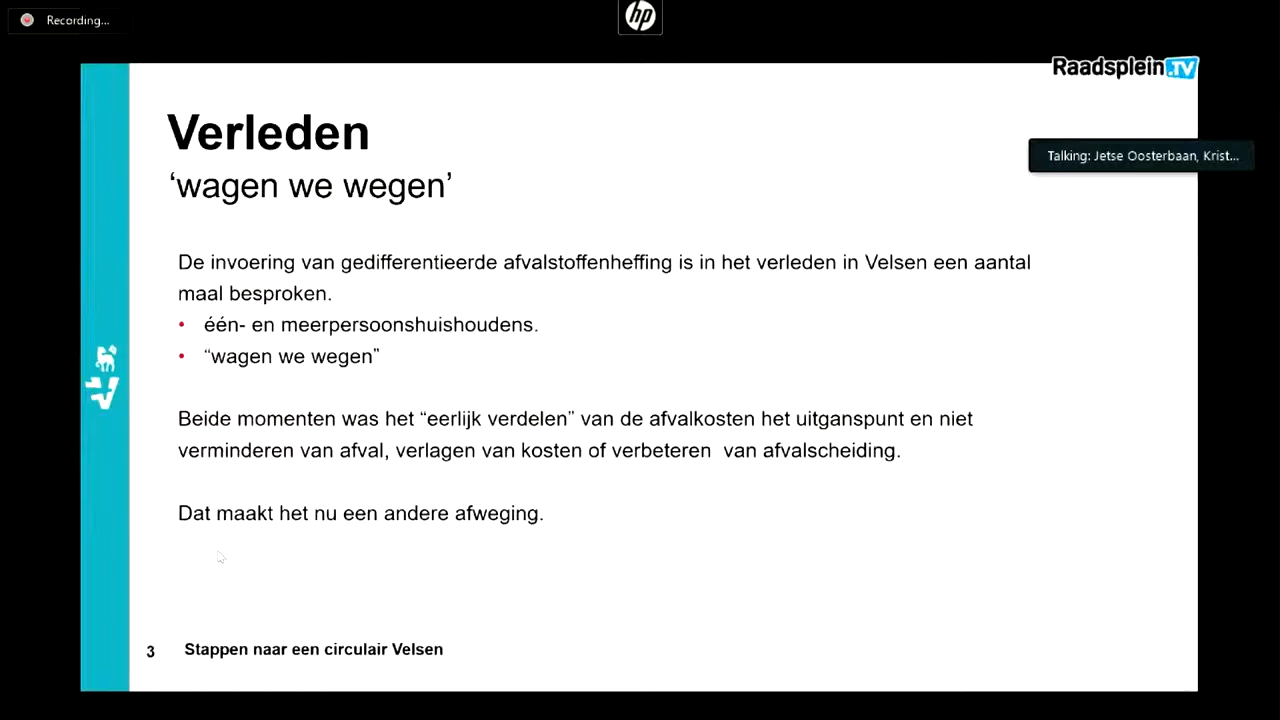 Recording...
hp
Raadsplein.TV
Talking: Jetse Oosterbaan, Krist...
Verleden
‘wagen we wegen’
De invoering van gedifferentieerde afvalstoffenheffing is in het verleden in Velsen een aantal
maal besproken.
• één- en meerpersoonshuishoudens.
• “wagen we wegen”
Beide momenten was het “eerlijk verdelen” van de afvalkosten het uitganspunt en niet
verminderen van afval, verlagen van kosten of verbeteren van afvalscheiding.
Dat maakt het nu een andere afweging.
3 Stappen naar een circulair Velsen